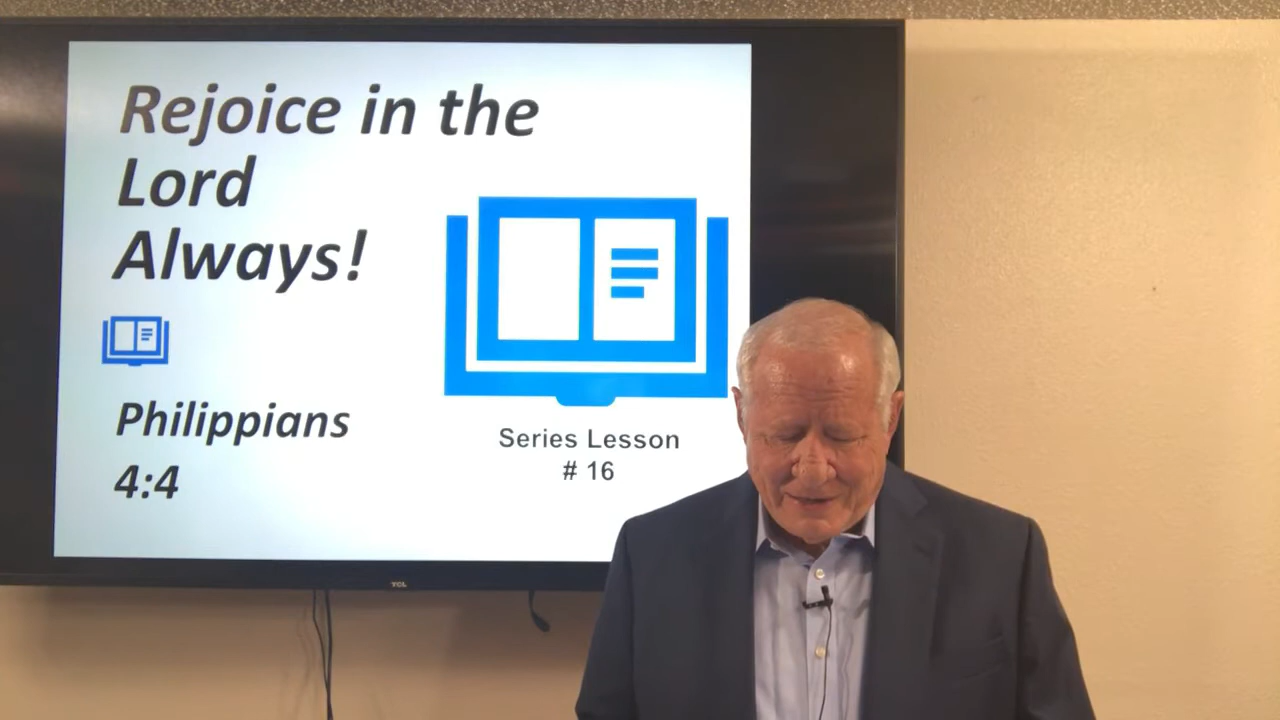 Rejoice in the
Lord
Always!
Philippians
4:4
Series Lesson
# 16
TCL